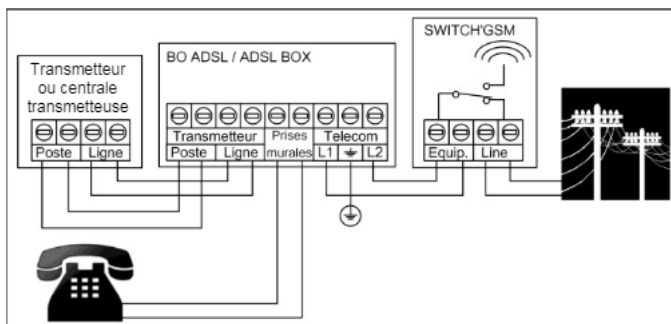 Transmetteur
ou centrale
transmetteuse
Poste Ligne
BO ADSL / ADSL BOX
Transmetteur Prises Telecom
Poste Ligne murales L1 L2
SWITCH'GSM
Equip. Line